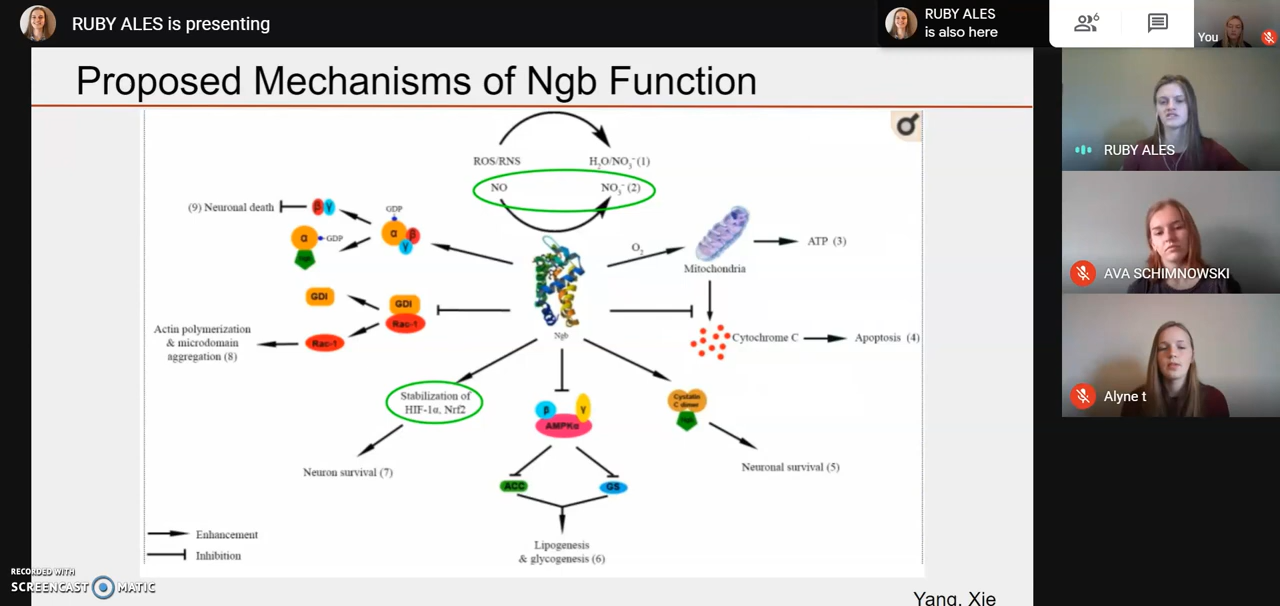 RUBY ALES is presenting
RUBY ALES
is also here
6
You
Proposed Mechanisms of Ngb Function
ROS/RNS
H₂O/NO₃⁻(1)
NO
NO₃⁻ (2)
(9) Neuronal death
β γ
GDP
α β
γ
α
GDP
O₂
Mitochondria
ATP (3)
GDI
GDI
Rac-1
Rac-1
Actin polymerization
& microdomain
aggregation (8)
Ngb
Cytochrome C
Apoptosis (4)
Stabilization of
HIF-1α, Nrf2
β γ
AMPKα
Cystatin
C dimer
Neuron survival (7)
Neuronal survival (5)
ACC
GS
Lipogenesis
& glycogenesis (6)
Enhancement
Inhibition
Yang, Xie
RUBY ALES
AVA SCHIMNOWSKI
Alyne t
RECORDED WITH
SCREENCAST MATIC